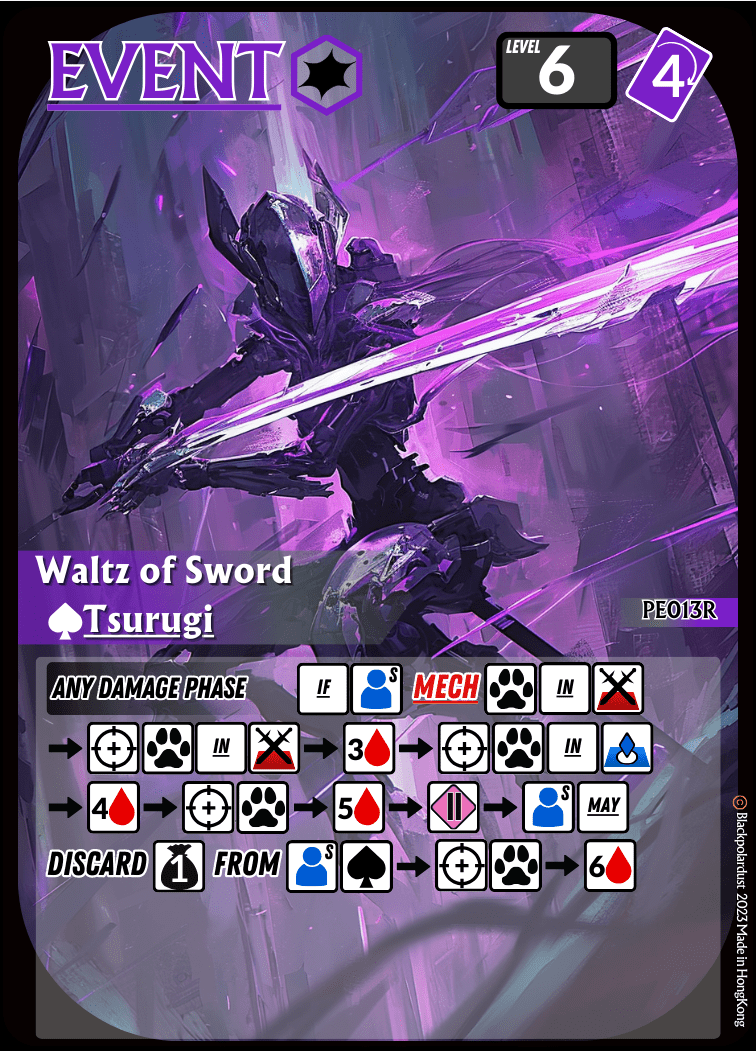 EVENT
LEVEL
6
4
Waltz of Sword
Tsurugi
PE013R
ANY DAMAGE PHASE IF S MECH IN
IN 3 IN
4 5 II S MAY
DISCARD 1 FROM S 6
© Blackpolardust 2023 Made in HongKong